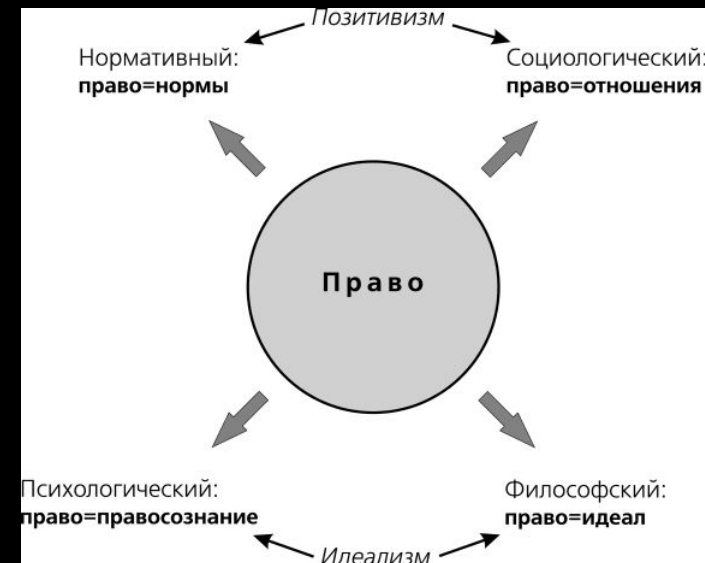 Позитивизм
Нормативный:
право=нормы
Социологический:
право=отношения
Право
Психологический:
право=правосознание
Философский:
право=идеал
Идеализм